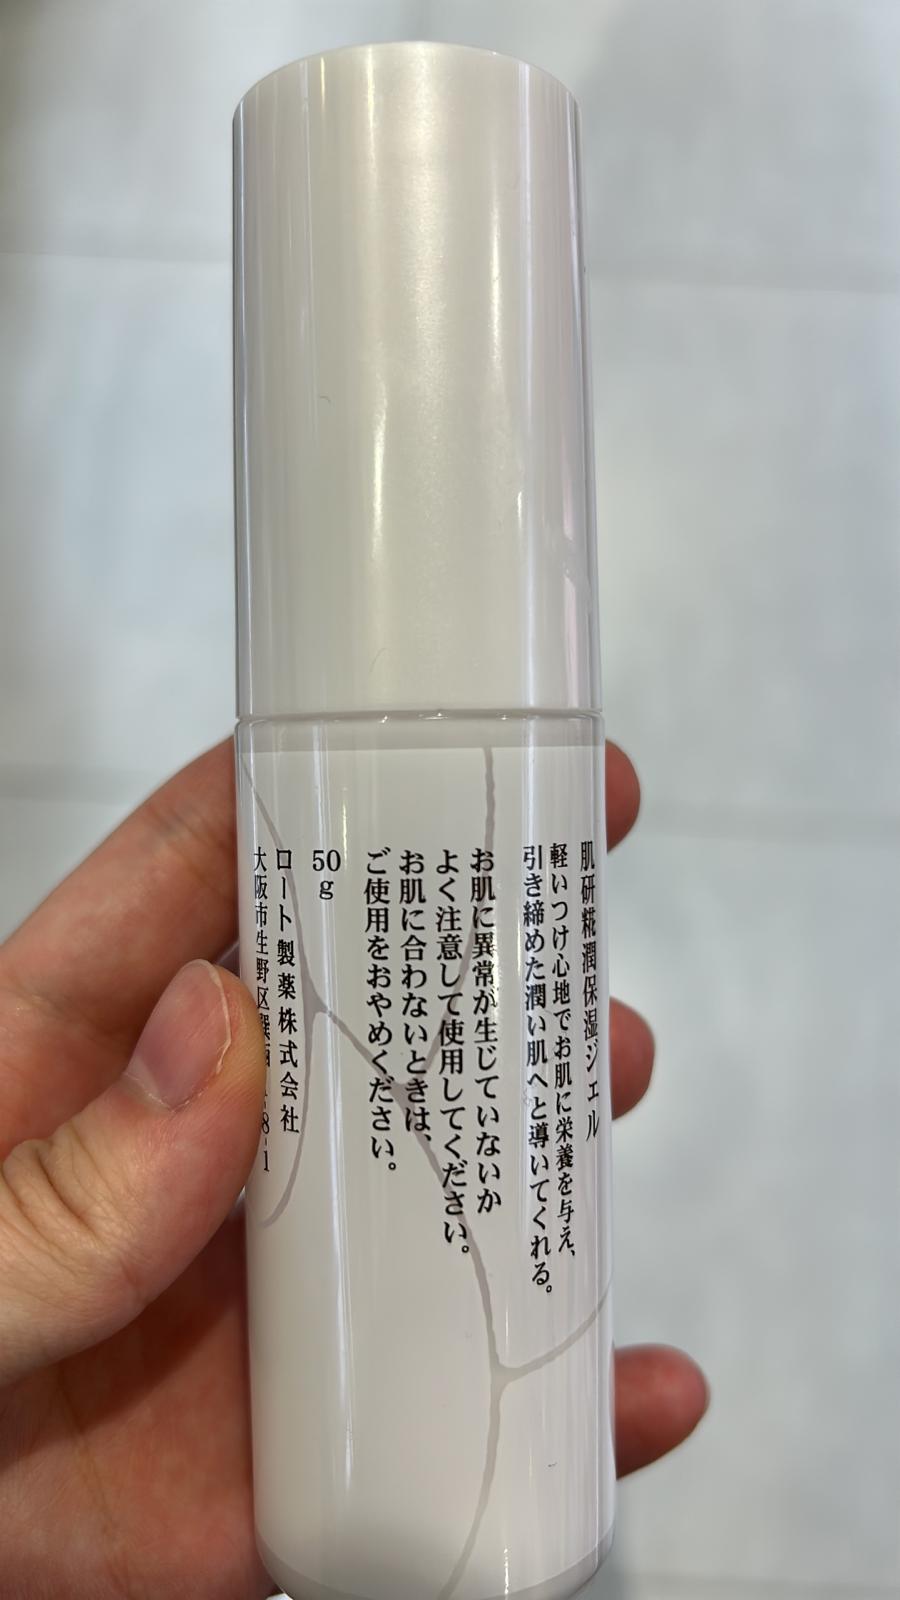 肌研糀潤保湿ジェル
軽いつけ心地でお肌に栄養を与え、
引き締めた潤い肌へと導いてくれる。
お肌に異常が生じていないか
よく注意して使用してください。
お肌に合わないときは、
ご使用をおやめください。
50g
ロート製薬株式会社
大阪市生野区巽西1-8-1